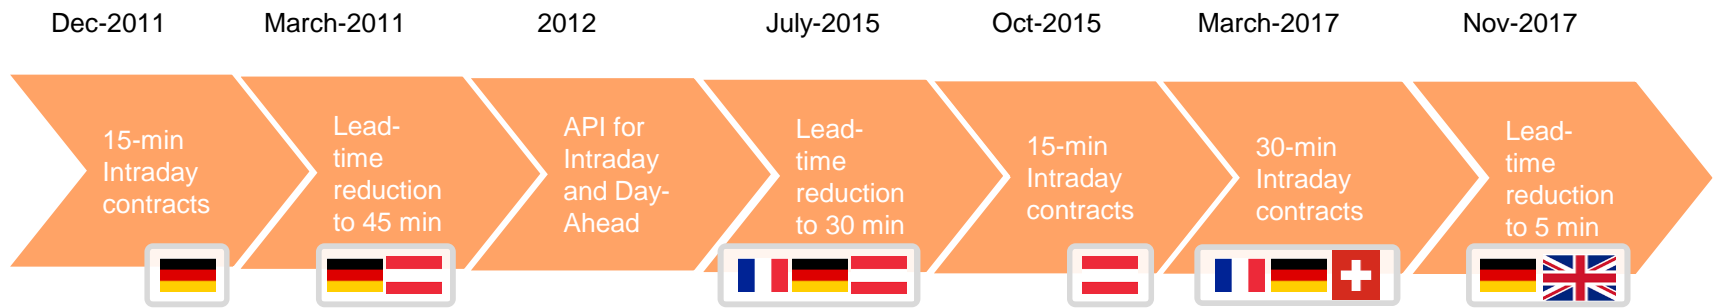 Dec-2011
March-2011
2012
July-2015
Oct-2015
March-2017
Nov-2017
15-min
Intraday
contracts
Lead-
time
reduction
to 45 min
API for
Intraday
and Day-
Ahead
Lead-
time
reduction
to 30 min
15-min
Intraday
contracts
30-min
Intraday
contracts
Lead-
time
reduction
to 5 min